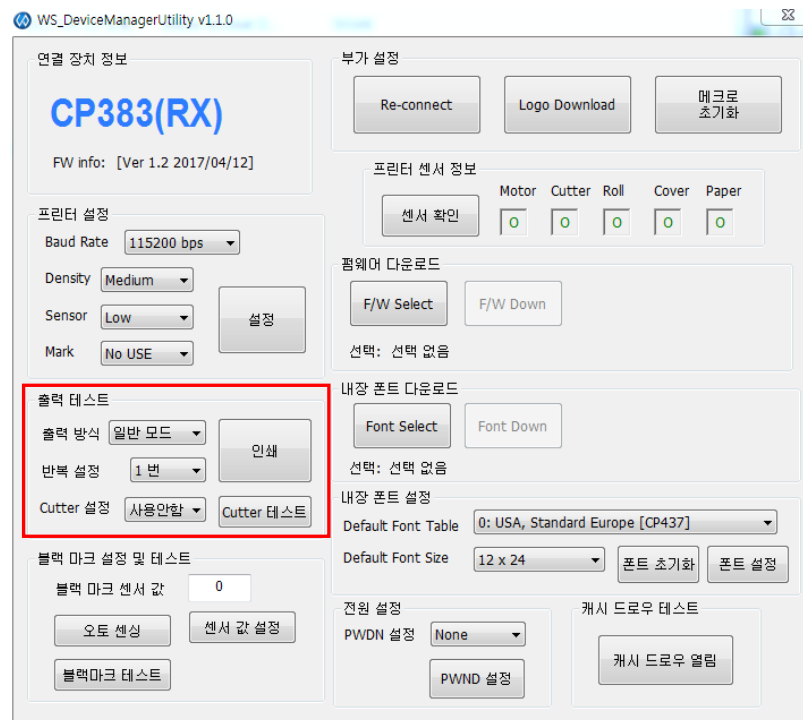 WS_DeviceManagerUtility v1.1.0
연결 장치 정보
CP383(RX)
FW info: [Ver 1.2 2017/04/12]
프린터 설정
Baud Rate 115200 bps
Density Medium
Sensor Low
Mark No USE
설정
출력 테스트
출력 방식 일반 모드
반복 설정 1 번
Cutter 설정 사용안함
인쇄
Cutter 테스트
블랙 마크 설정 및 테스트
블랙 마크 센서 값 0
오토 센싱 센서 값 설정
블랙마크 테스트
부가 설정
Re-connect Logo Download 메크로
초기화
프린터 센서 정보
Motor Cutter Roll Cover Paper
센서 확인 O O O O O
펌웨어 다운로드
F/W Select F/W Down
선택: 선택 없음
내장 폰트 다운로드
Font Select Font Down
선택: 선택 없음
내장 폰트 설정
Default Font Table 0: USA, Standard Europe [CP437]
Default Font Size 12 x 24 폰트 초기화 폰트 설정
전원 설정
PWDN 설정 None
PWND 설정
캐시 드로우 테스트
캐시 드로우 열림